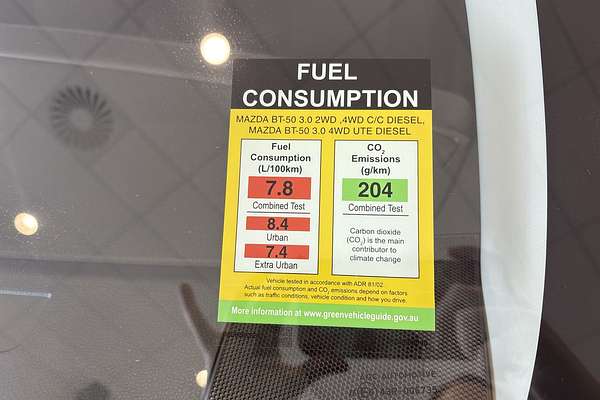 FUEL
CONSUMPTION
MAZDA BT-50 3.0 2WD ,4WD C/C DIESEL,
MAZDA BT-50 3.0 4WD UTE DIESEL
Fuel
Consumption
(L/100km)
7.8
Combined Test
8.4
Urban
7.4
Extra Urban
CO2
Emissions
(g/km)
204
Combined Test
Carbon dioxide
(CO2) is the main
contributor to
climate change
Vehicle tested in accordance with ADR 81/02.
Actual fuel consumption and CO2 emissions depend on factors
such as traffic conditions, vehicle condition and how you drive
More information at www.greenvehicleguide.gov.au